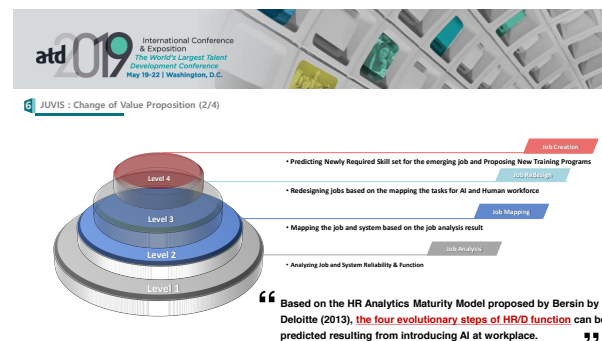 atd 2019
International Conference
& Exposition
The World's Largest Talent
Development Conference
May 19-22 | Washington, D.C.
6 JUVIS : Change of Value Proposition (2/4)
Job Creation
• Predicting Newly Required Skill set for the emerging job and Proposing New Training Programs
Level 4
Job Redesign
• Redesigning jobs based on the mapping the tasks for AI and Human workforce
Level 3
Job Mapping
• Mapping the job and system based on the job analysis result
Level 2
Job Analysis
• Analyzing Job and System Reliability & Function
Level 1
“ Based on the HR Analytics Maturity Model proposed by Bersin by
Deloitte (2013), the four evolutionary steps of HR/D function can be
predicted resulting from introducing AI at workplace. ”